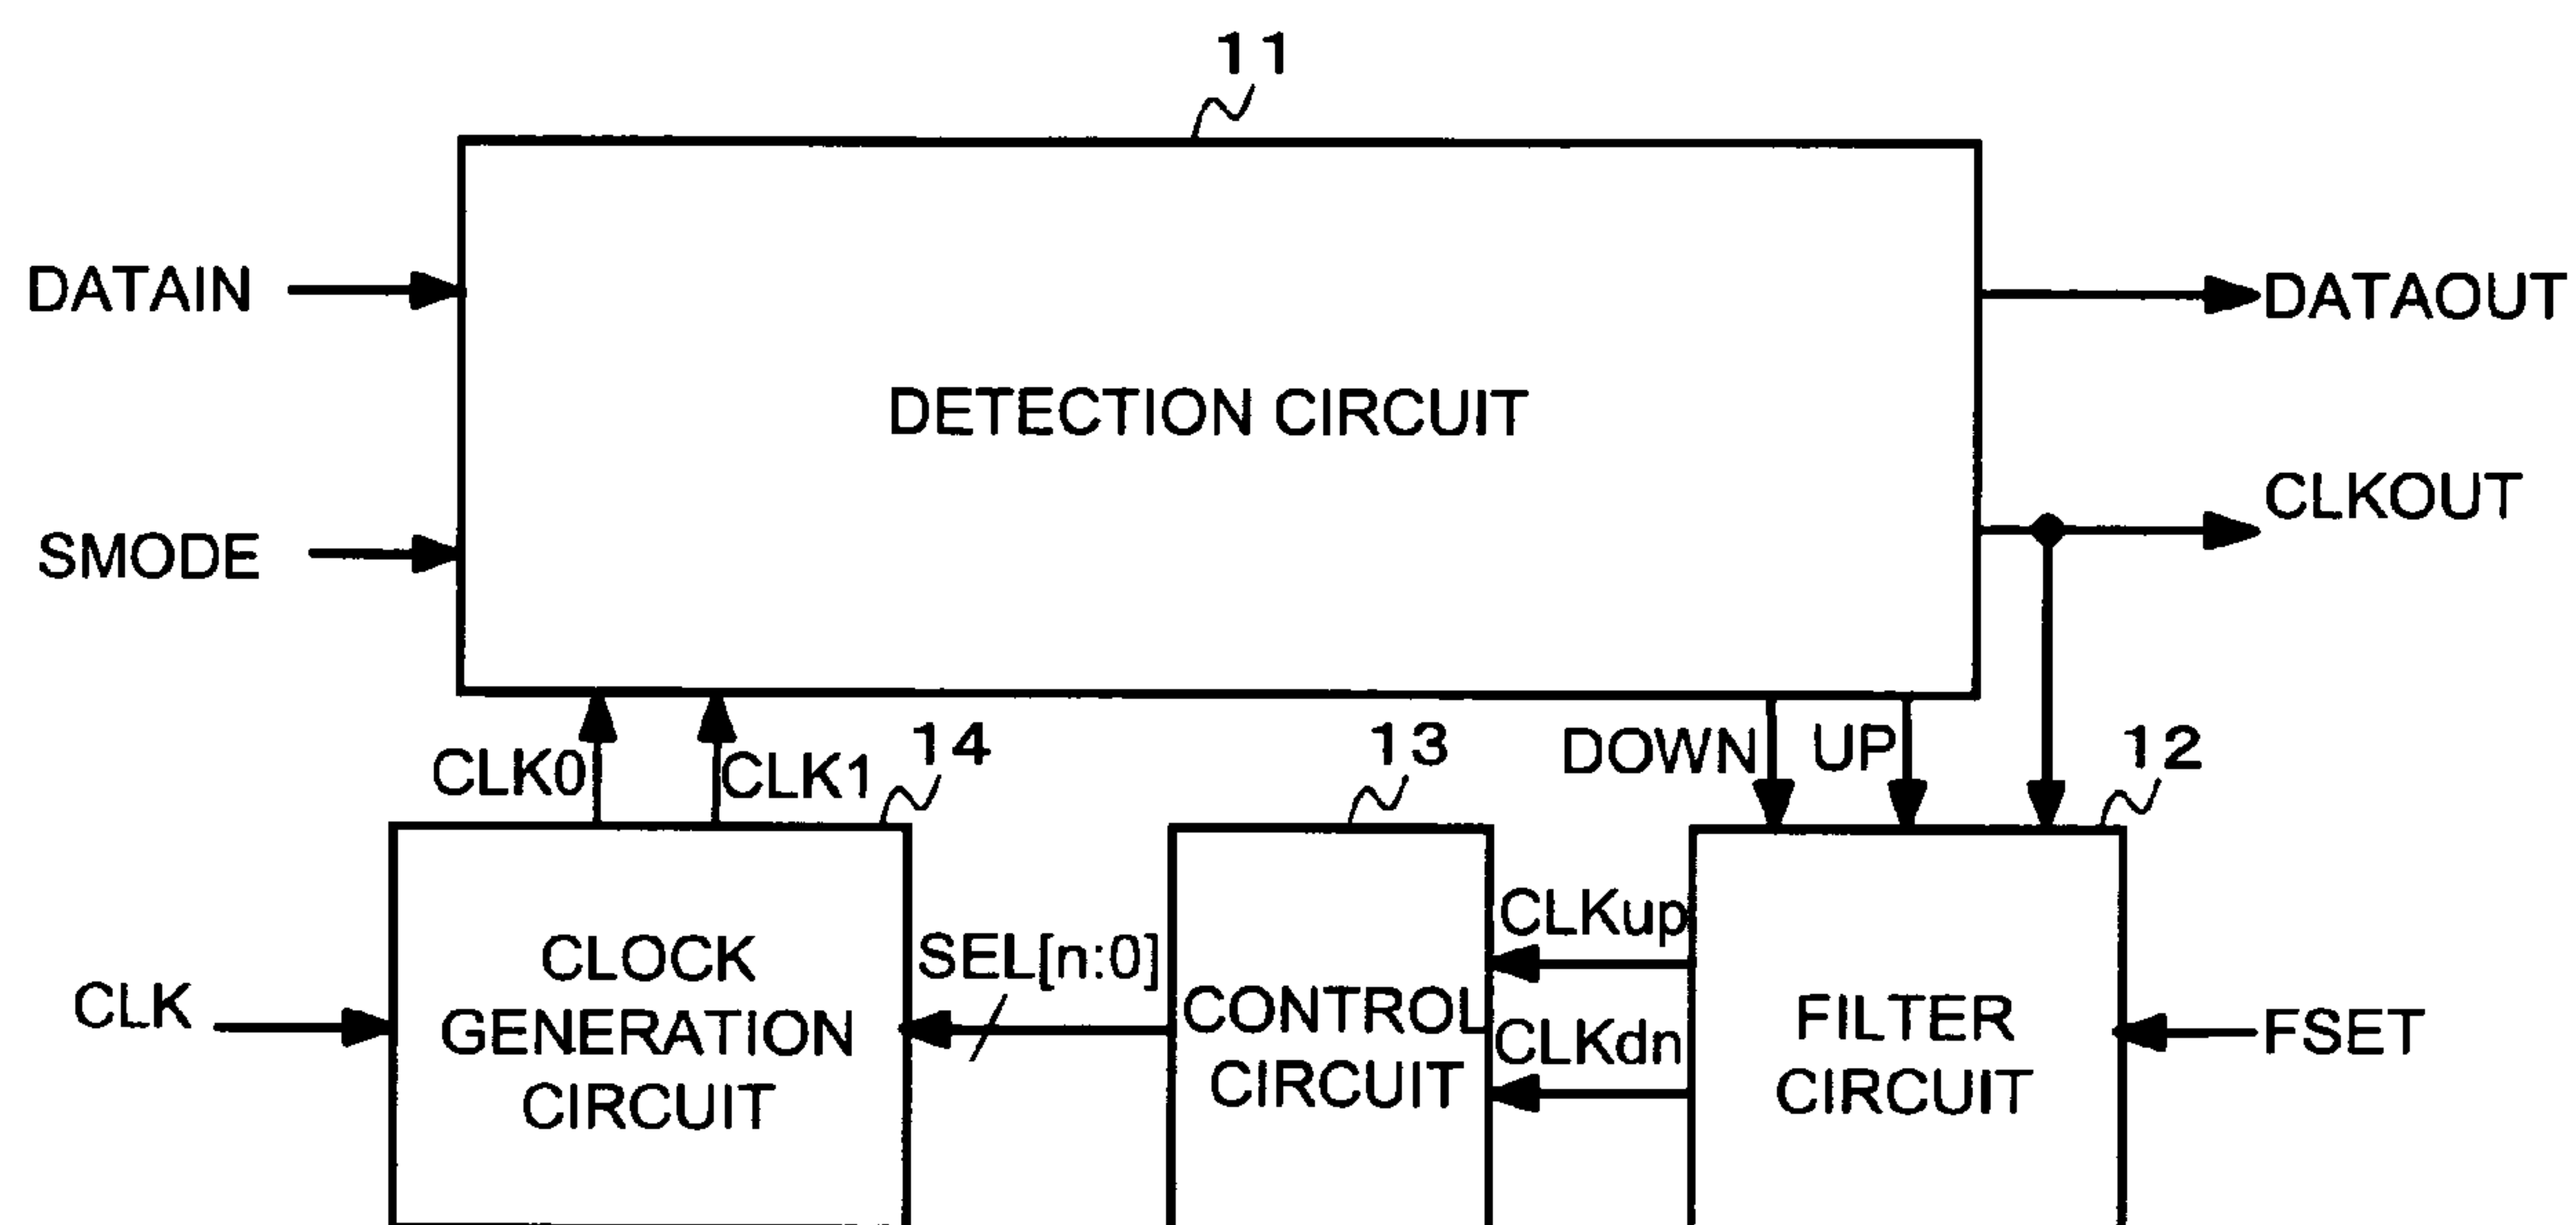 11
DATAIN
DATAOUT
DETECTION CIRCUIT
CLKOUT
SMODE
CLK0
CLK1
14
13
DOWN
UP
12
CLK
CLOCK
GENERATION
CIRCUIT
SEL[n:0]
CONTROL
CIRCUIT
CLKup
CLKdn
FILTER
CIRCUIT
FSET